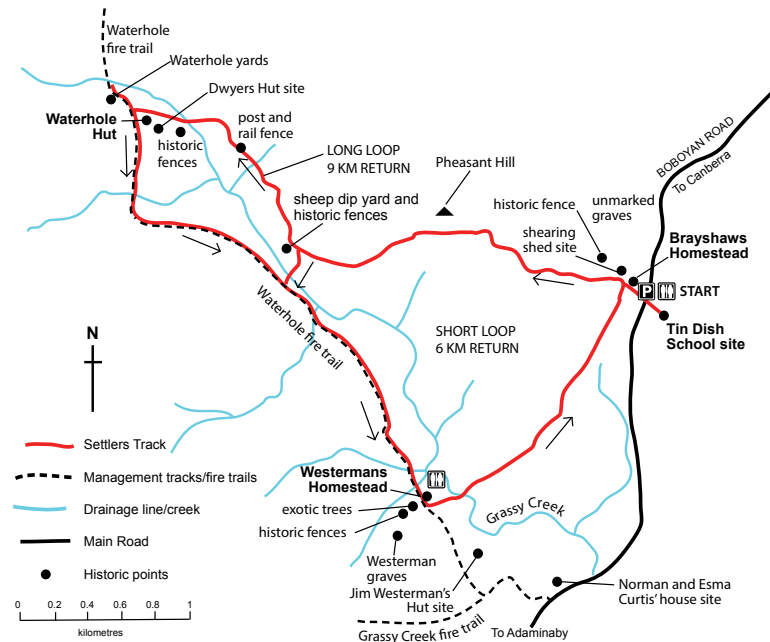 Waterhole
fire trail
Waterhole yards
Dwyers Hut site
Waterhole
Hut
historic
fences
post and
rail fence
LONG LOOP
9 KM RETURN
Pheasant Hill
sheep dip yard and
historic fences
historic fence
unmarked
graves
shearing
shed site
Brayshaws
Homestead
BOBOYAN ROAD
To Canberra
P
START
Tin Dish
School site
Waterhole fire trail
SHORT LOOP
6 KM RETURN
N
Settlers Track
Management tracks/fire trails
Drainage line/creek
Main Road
Historic points
0
0.2
0.4
0.6
0.8
1
kilometres
Westermans
Homestead
exotic trees
historic fences
Westerman
graves
Jim Westerman's
Hut site
Grassy Creek
Grassy Creek fire trail
To Adaminaby
Norman and Esma
Curtis' house site